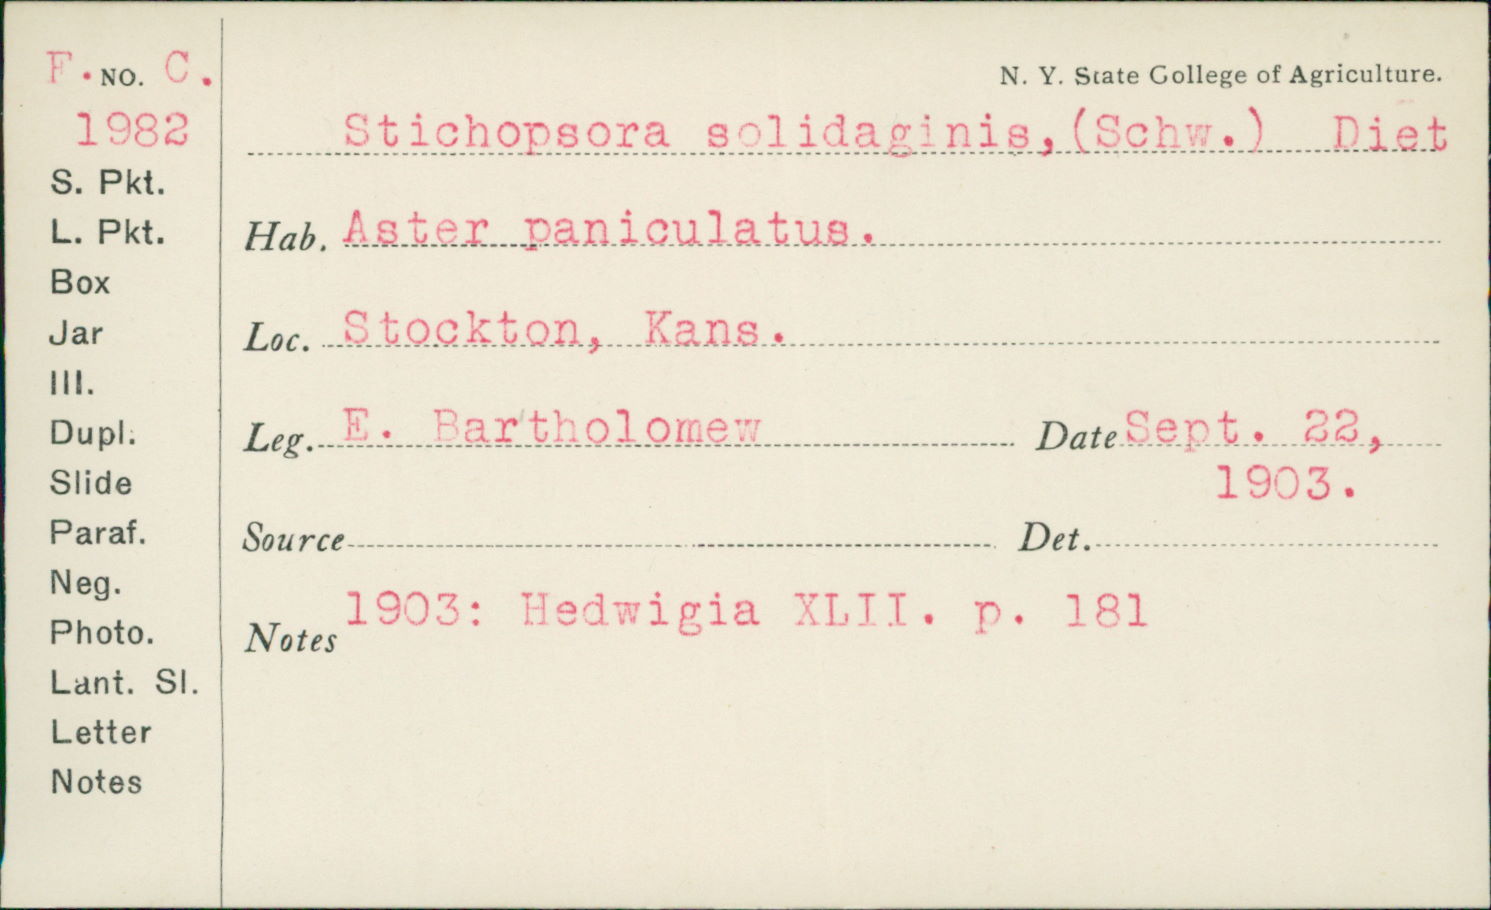 F. NO. C.
1982
S. Pkt.
L. Pkt.
Box
Jar
Ill.
Dupl.
Slide
Paraf.
Neg.
Photo.
Lant. Sl.
Letter
Notes
N. Y. State College of Agriculture.
Stichopsora solidaginis,(Schw.) Diet
Hab. Aster paniculatus.
Loc. Stockton, Kans.
Leg. E. Bartholomew Date Sept. 22,
1903.
Source Det.
Notes 1903: Hedwigia XLII. p. 181